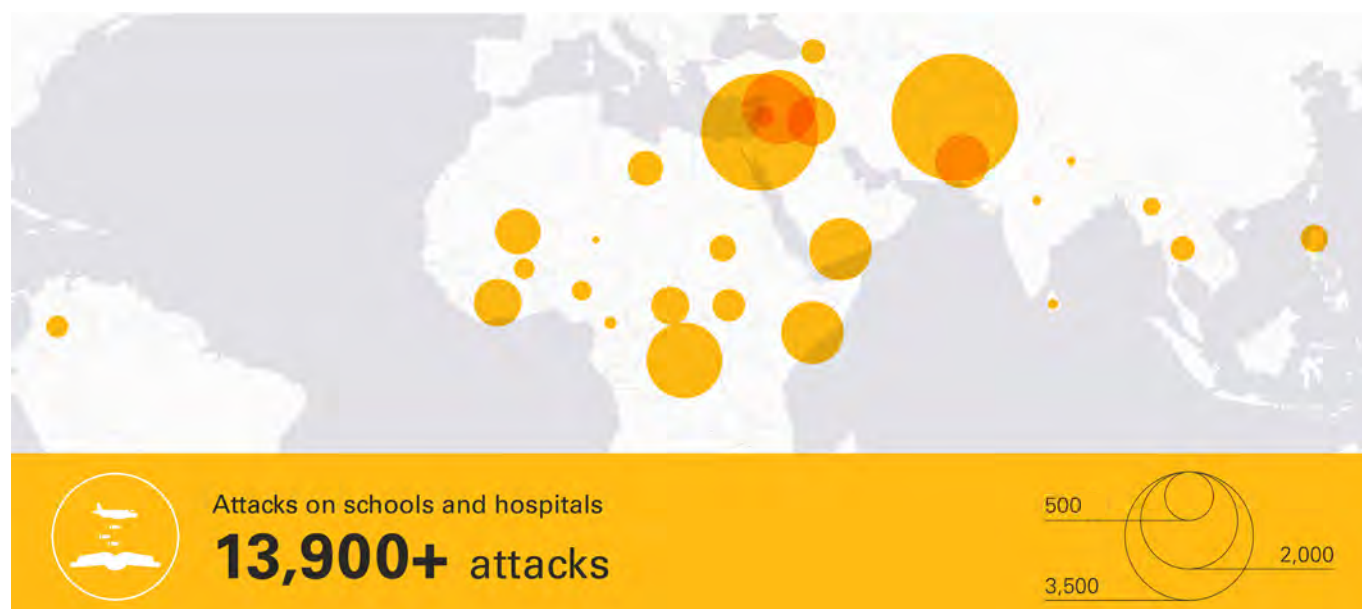 Attacks on schools and hospitals
13,900+ attacks
500
2,000
3,500